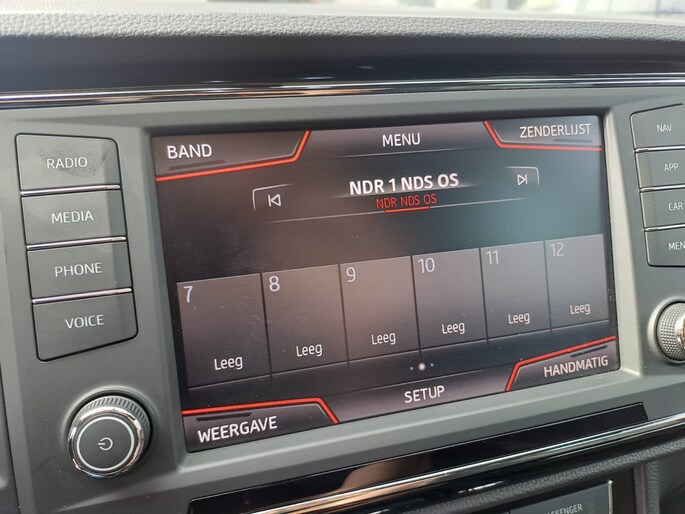 RADIO
MEDIA
PHONE
VOICE
BAND
MENU
ZENDERLIJST
NDR 1 NDS OS
NDR NDS OS
7
8
9
10
11
12
Leeg
Leeg
Leeg
Leeg
Leeg
Leeg
WEERGAVE
SETUP
HANDMATIG
NAV
APP
CAR
MEN